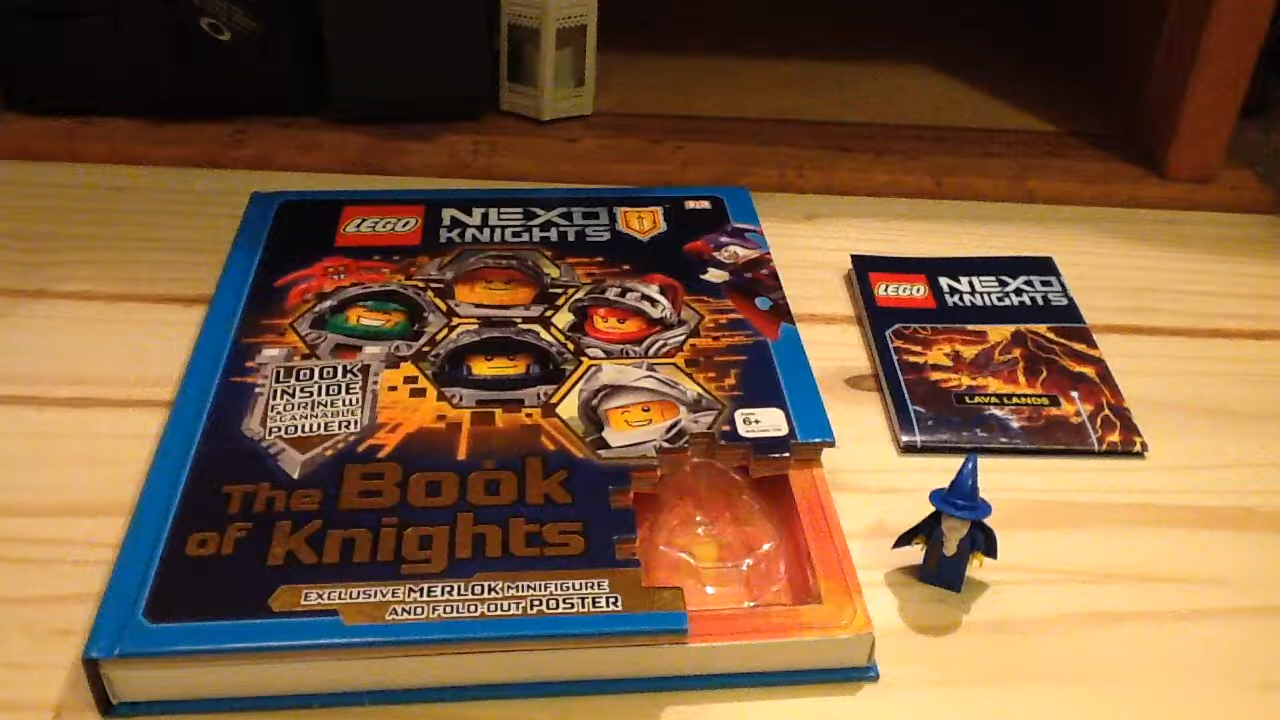 LEGO
NEXO
KNIGHTS
DK
LOOK
INSIDE
FOR NEW
SCANNABLE
POWER!
6+
The Book
of Knights
EXCLUSIVE MERLOK MINIFIGURE
AND FOLD-OUT POSTER
LEGO
NEXO
KNIGHTS
LAVA LANDS